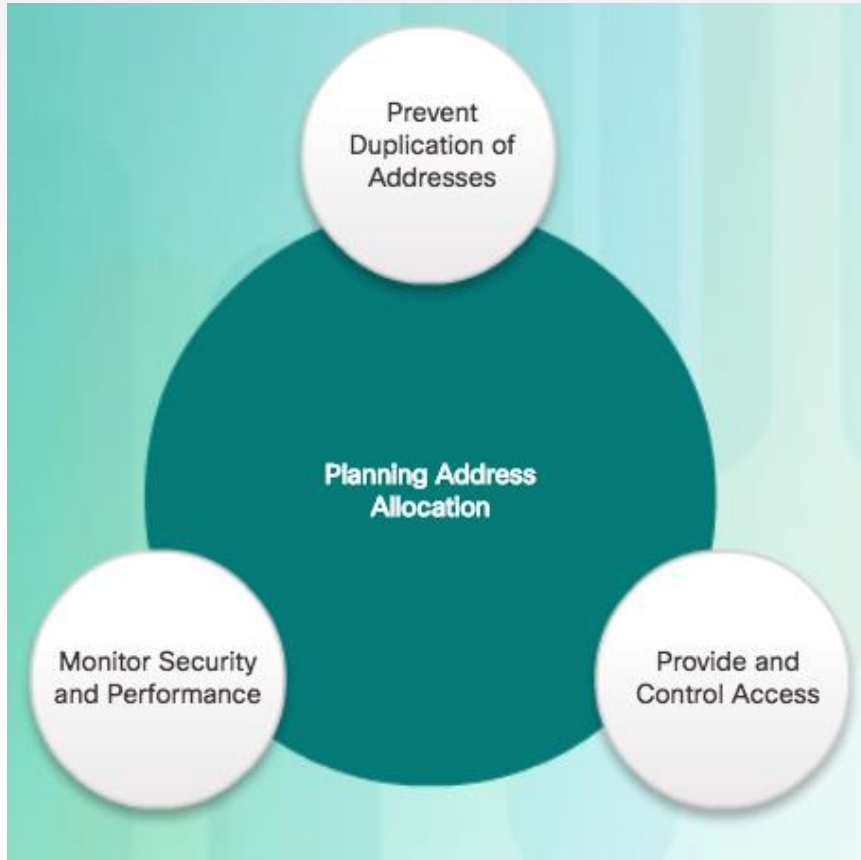 Prevent
Duplication of
Addresses
Planning Address
Allocation
Monitor Security
and Performance
Provide and
Control Access